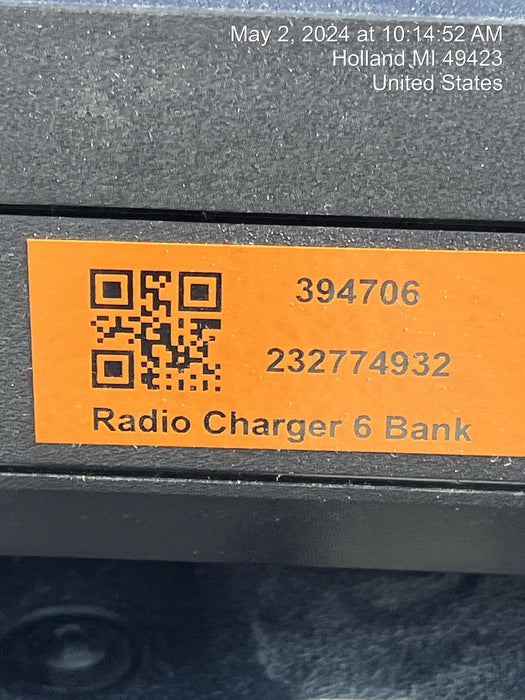 May 2, 2024 at 10:14:52 AM
Holland MI 49423
United States
394706
232774932
Radio Charger 6 Bank